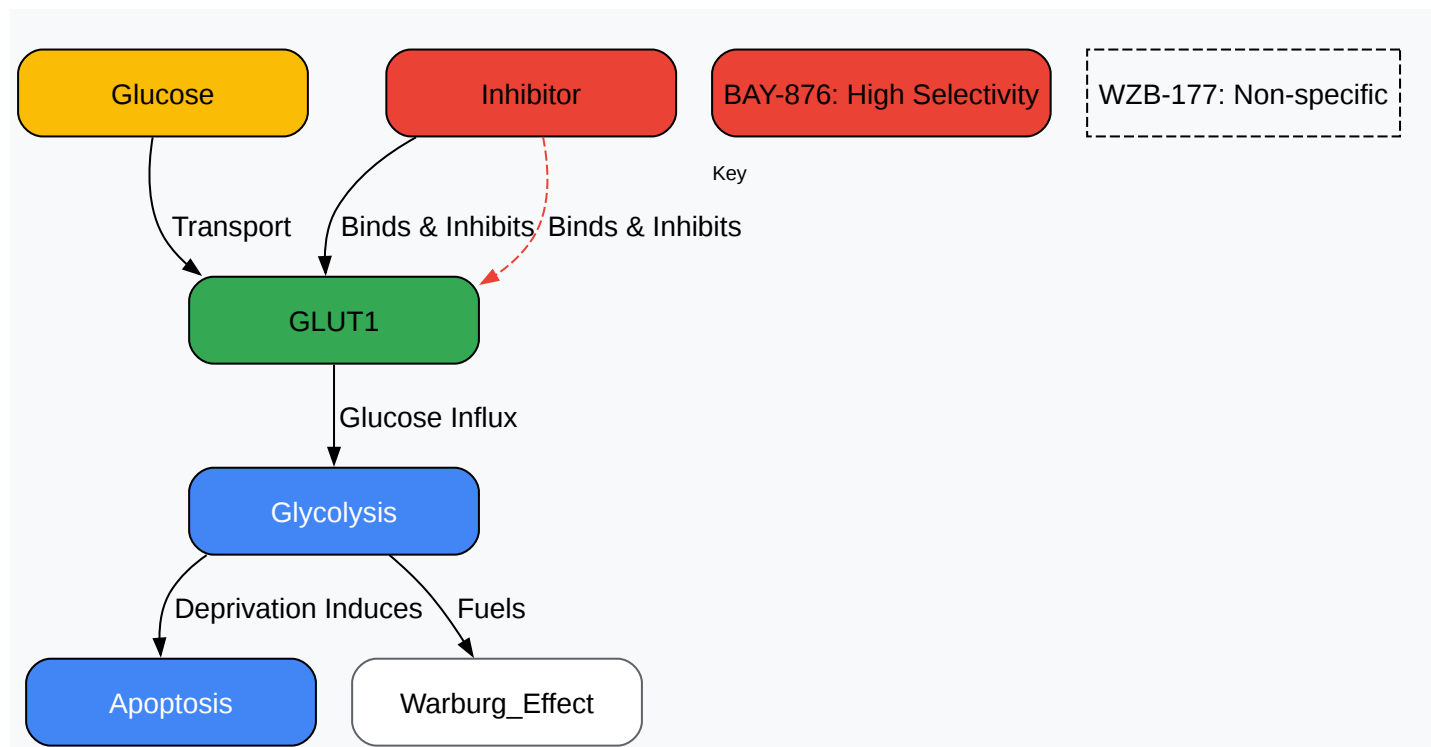 Glucose
Inhibitor
BAY-876: High Selectivity
WZB-177: Non-specific
Key
Transport
Binds & Inhibits
Binds & Inhibits
GLUT1
Glucose Influx
Glycolysis
Deprivation Induces
Fuels
Apoptosis
Warburg_Effect